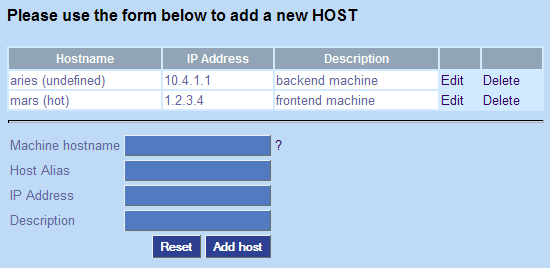 Please use the form below to add a new HOST
Hostname IP Address Description
aries (undefined) 10.4.1.1 backend machine Edit Delete
mars (hot) 1.2.3.4 frontend machine Edit Delete
Machine hostname ?
Host Alias
IP Address
Description
Reset Add host